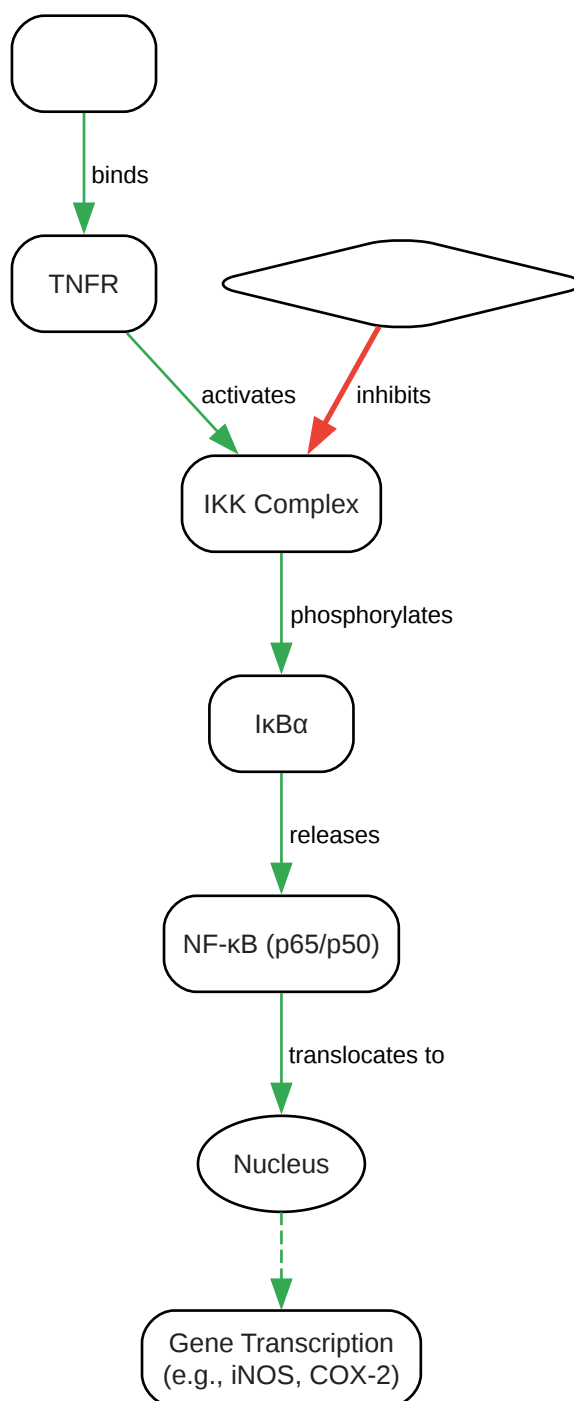 binds
TNFR
activates
inhibits
IKK Complex
phosphorylates
IκBα
releases
NF-κB (p65/p50)
translocates to
Nucleus
Gene Transcription
(e.g., iNOS, COX-2)